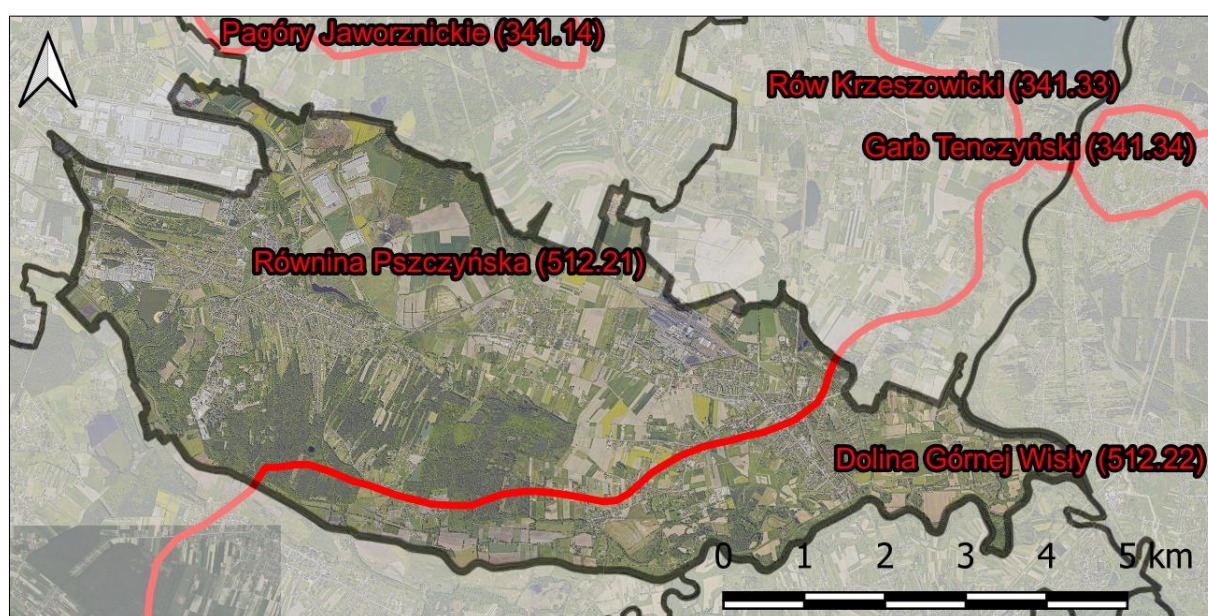 Pagóry Jaworznickie (341.14)
Rów Krzeszowicki (341.33)
Garb Tenczyński (341.34)
Równina Pszczyńska (512.21)
Dolina Górnej Wisły (512.22)
0 1 2 3 4 5 km